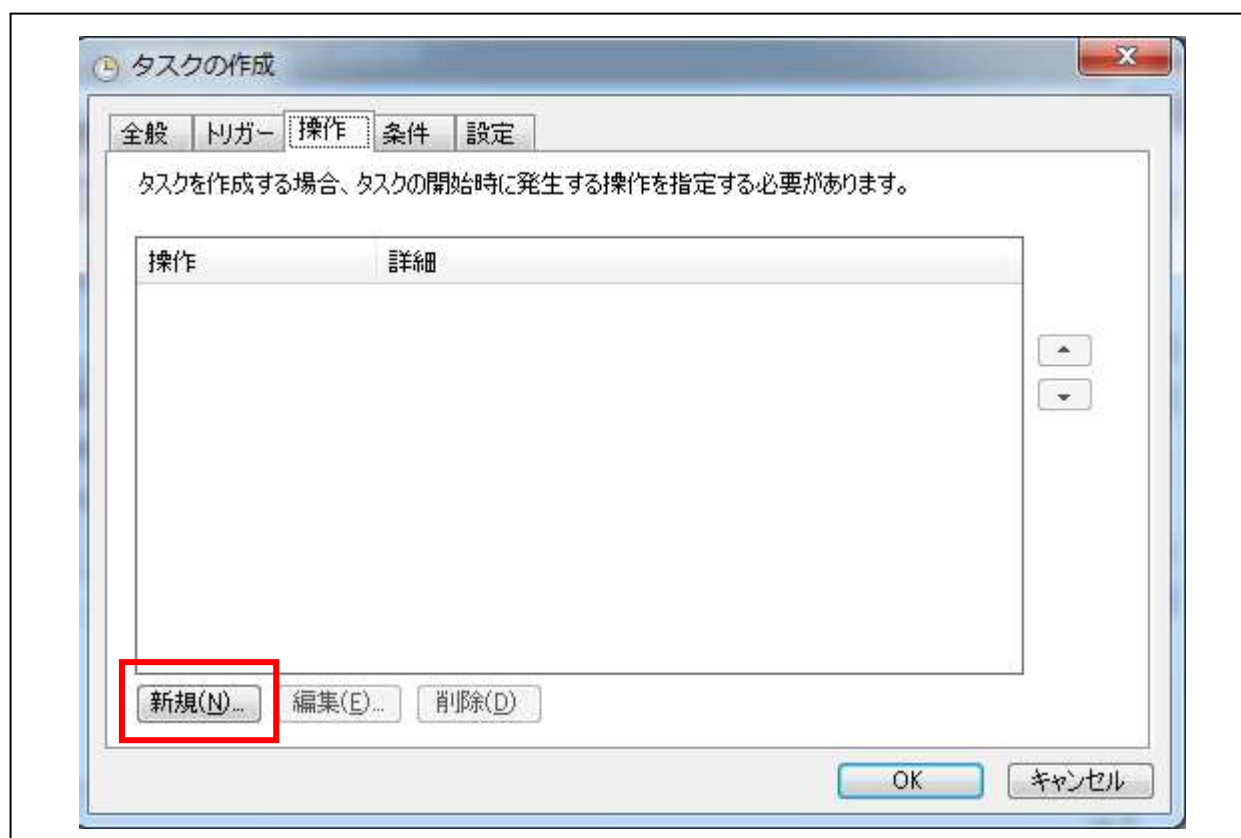 タスクの作成
全般 トリガー 操作 条件 設定
タスクを作成する場合、タスクの開始時に発生する操作を指定する必要があります。
操作 詳細
新規(N)... 編集(E)... 削除(D)
OK キャンセル